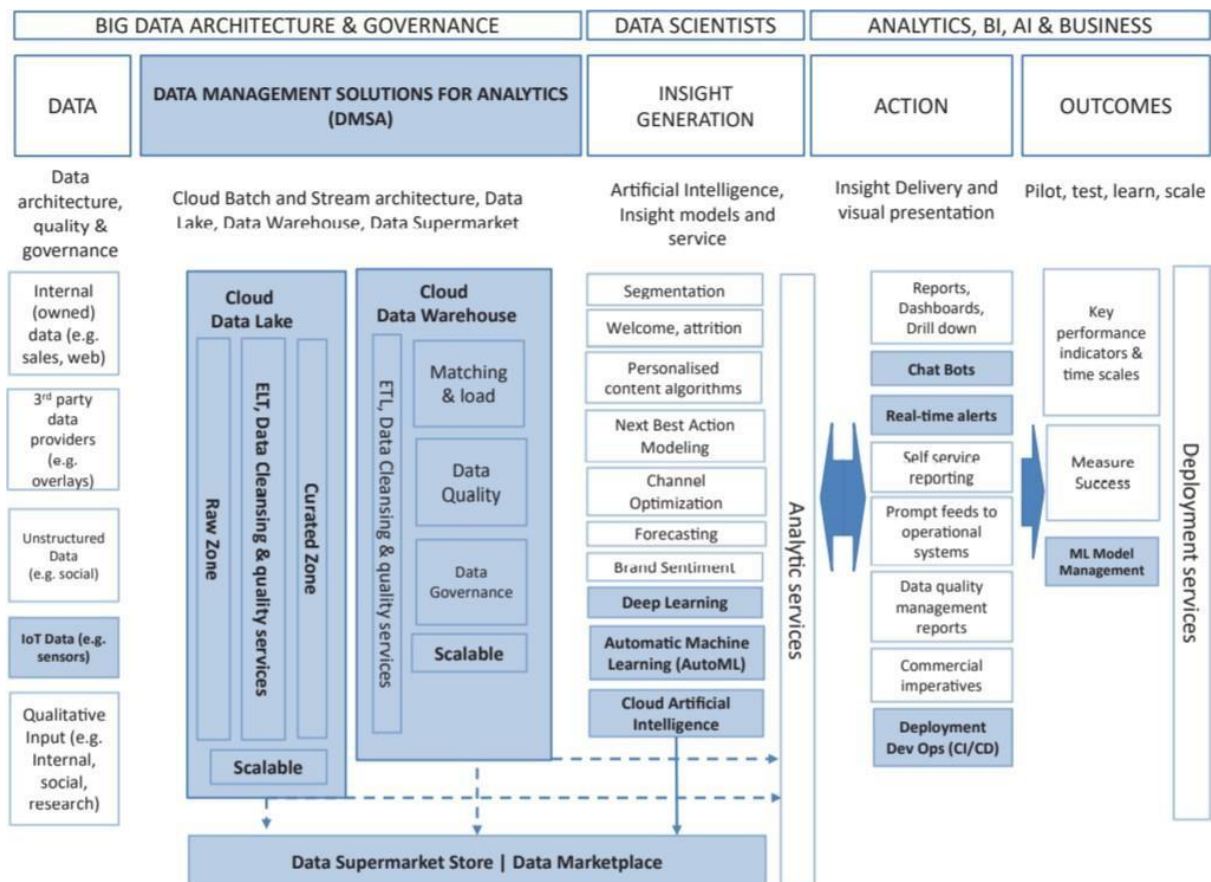 BIG DATA ARCHITECTURE & GOVERNANCE
DATA SCIENTISTS
ANALYTICS, BI, AI & BUSINESS
DATA
DATA MANAGEMENT SOLUTIONS FOR ANALYTICS
(DMSA)
INSIGHT
GENERATION
ACTION
OUTCOMES
Data
architecture,
quality &
governance
Cloud Batch and Stream architecture, Data
Lake, Data Warehouse, Data Supermarket
Artificial Intelligence,
Insight models and
service
Insight Delivery and
visual presentation
Pilot, test, learn, scale
Internal
(owned)
data (e.g.
sales, web)
3rd party
data
providers
(e.g.
overlays)
Unstructured
Data
(e.g. social)
IoT Data (e.g.
sensors)
Qualitative
Input (e.g.
Internal,
social,
research)
Cloud
Data Lake
Raw Zone
ELT, Data Cleansing & quality services
Curated Zone
Scalable
Cloud
Data Warehouse
ETL, Data Cleansing & quality services
Matching
& load
Data
Quality
Data
Governance
Scalable
Segmentation
Welcome, attrition
Personalised
content algorithms
Next Best Action
Modeling
Channel
Optimization
Forecasting
Brand Sentiment
Deep Learning
Automatic Machine
Learning (AutoML)
Cloud Artificial
Intelligence
Analytic services
Reports,
Dashboards,
Drill down
Chat Bots
Real-time alerts
Self service
reporting
Prompt feeds to
operational
systems
Data quality
management
reports
Commercial
imperatives
Deployment
Dev Ops (CI/CD)
Key
performance
indicators &
time scales
Measure
Success
ML Model
Management
Deployment services
Data Supermarket Store | Data Marketplace